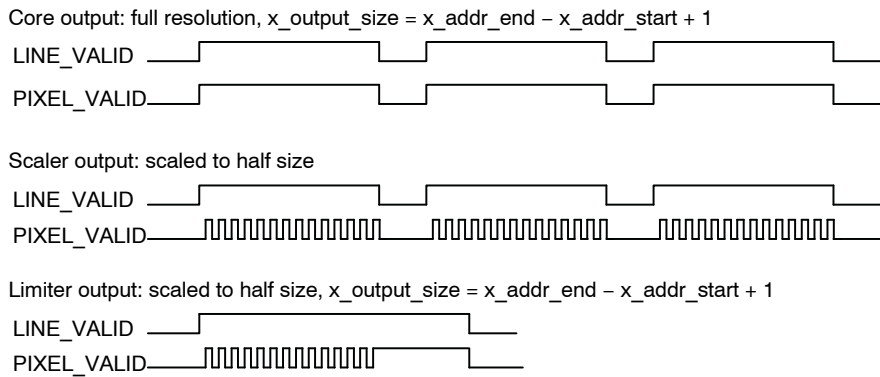 Core output: full resolution, x_output_size = x_addr_end − x_addr_start + 1
LINE_VALID
PIXEL_VALID
Scaler output: scaled to half size
LINE_VALID
PIXEL_VALID
Limiter output: scaled to half size, x_output_size = x_addr_end − x_addr_start + 1
LINE_VALID
PIXEL_VALID